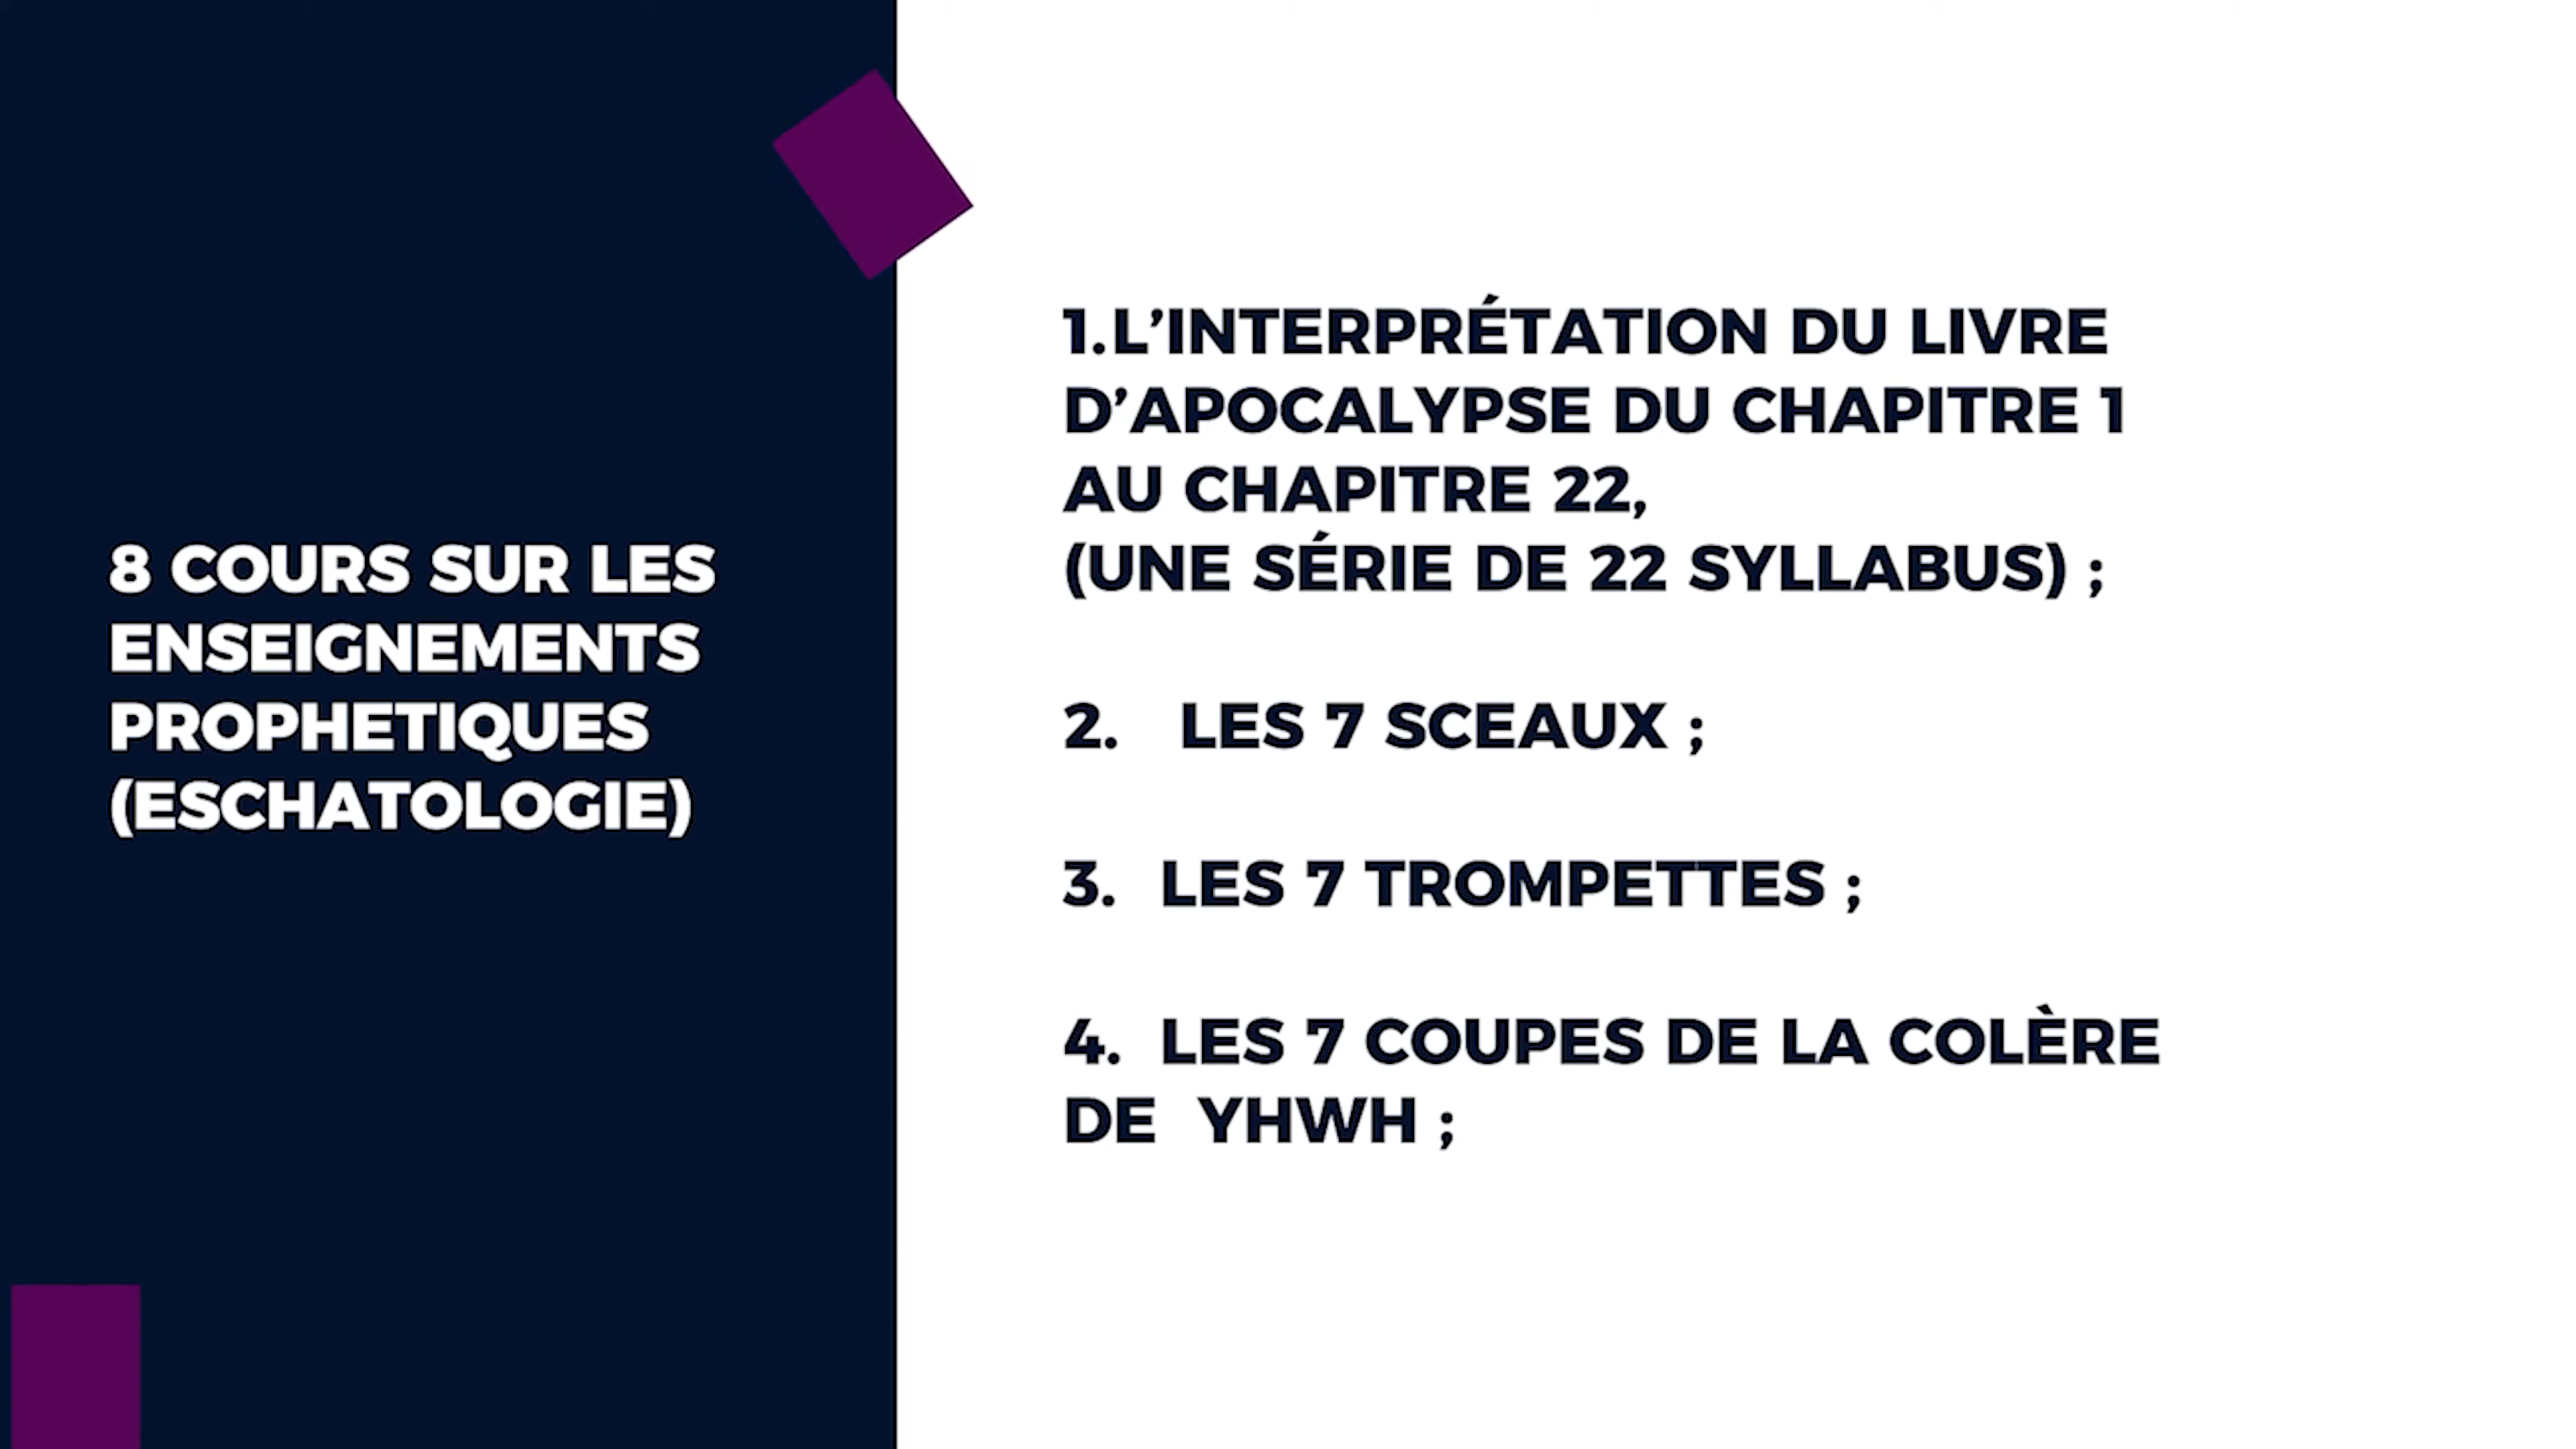 8 COURS SUR LES
ENSEIGNEMENTS
PROPHETIQUES
(ESCHATOLOGIE)
1.L’INTERPRÉTATION DU LIVRE
D’APOCALYPSE DU CHAPITRE 1
AU CHAPITRE 22,
(UNE SÉRIE DE 22 SYLLABUS) ;
2. LES 7 SCEAUX ;
3. LES 7 TROMPETTES ;
4. LES 7 COUPES DE LA COLÈRE
DE YHWH ;